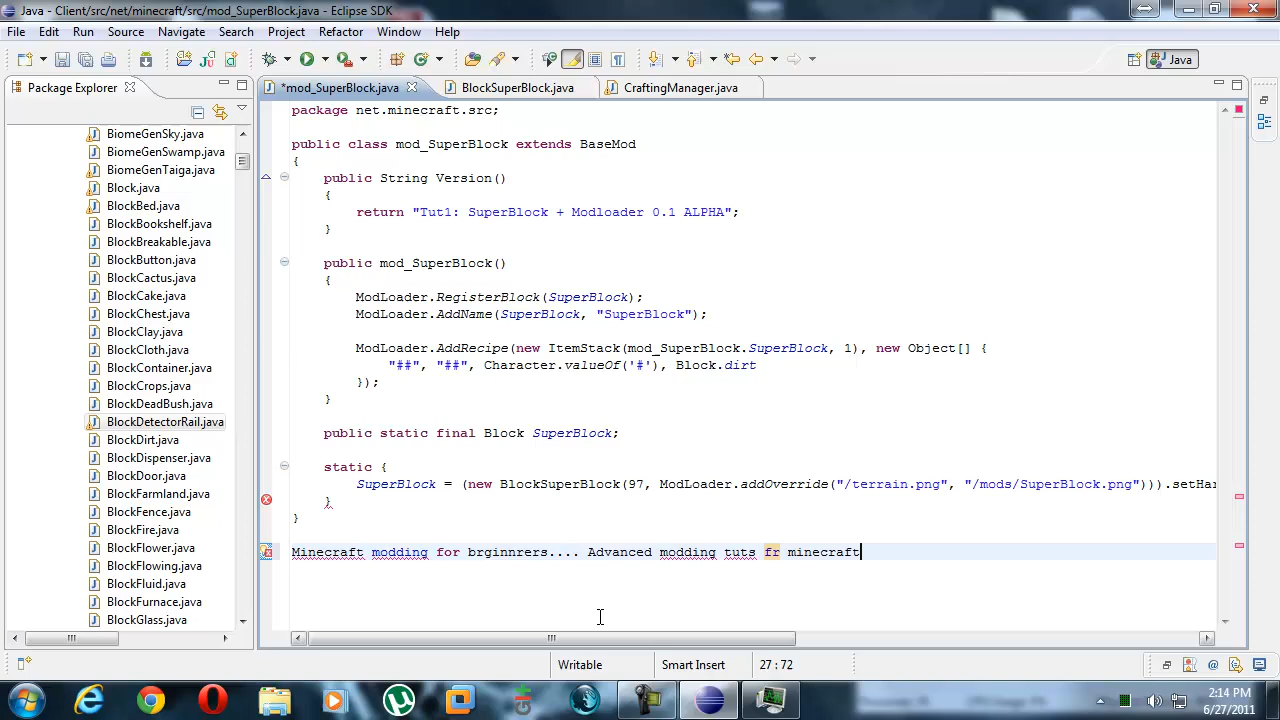 Java - Client/src/net/minecraft/src/mod_SuperBlock.java - Eclipse SDK
File Edit Run Source Navigate Search Project Refactor Window Help
Java
Package Explorer
*mod_SuperBlock.java
BlockSuperBlock.java
CraftingManager.java
BiomeGenSky.java
BiomeGenSwamp.java
BiomeGenTaiga.java
Block.java
BlockBed.java
BlockBookshelf.java
BlockBreakable.java
BlockButton.java
BlockCactus.java
BlockCake.java
BlockChest.java
BlockClay.java
BlockCloth.java
BlockContainer.java
BlockCrops.java
BlockDeadBush.java
BlockDetectorRail.java
BlockDirt.java
BlockDispenser.java
BlockDoor.java
BlockFarmland.java
BlockFence.java
BlockFire.java
BlockFlower.java
BlockFlowing.java
BlockFluid.java
BlockFurnace.java
BlockGlass.java
package net.minecraft.src;
public class mod_SuperBlock extends BaseMod
{
public String Version()
{
return "Tut1: SuperBlock + Modloader 0.1 ALPHA";
}
public mod_SuperBlock()
{
ModLoader.RegisterBlock(SuperBlock);
ModLoader.AddName(SuperBlock, "SuperBlock");
ModLoader.AddRecipe(new ItemStack(mod_SuperBlock.SuperBlock, 1), new Object[] {
"##", "##", Character.valueOf('#'), Block.dirt
});
}
public static final Block SuperBlock;
static {
SuperBlock = (new BlockSuperBlock(97, ModLoader.addOverride("/terrain.png", "/mods/SuperBlock.png"))).setHar
}
}
Minecraft modding for brginnrers.... Advanced modding tuts fr minecraft
Writable
Smart Insert
27 : 72
2:14 PM
6/27/2011